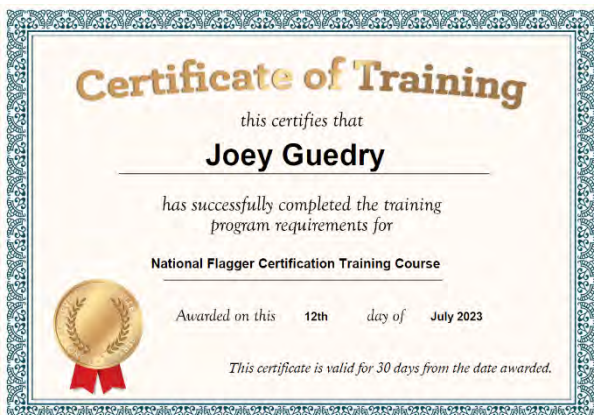 Certificate of Training
this certifies that
Joey Guedry
has successfully completed the training
program requirements for
National Flagger Certification Training Course
Awarded on this 12th day of July 2023
This certificate is valid for 30 days from the date awarded.